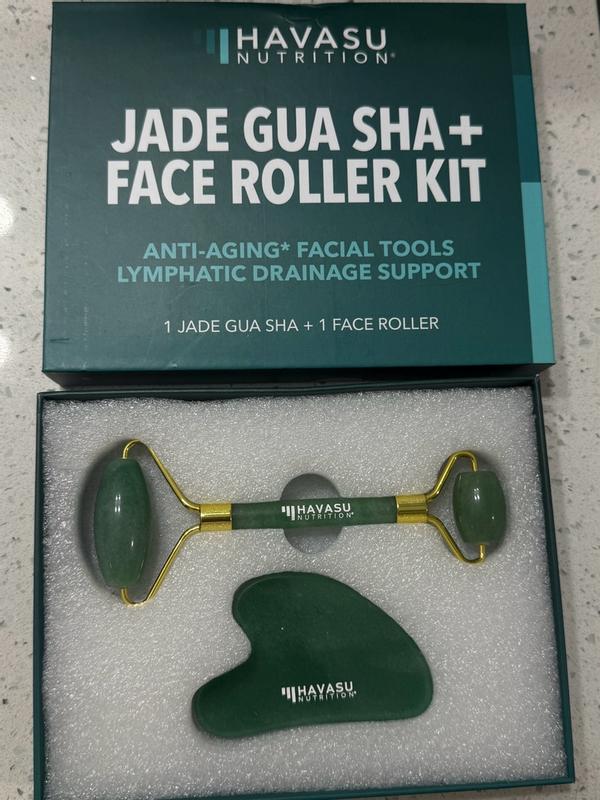 HAVASU
NUTRITION®
JADE GUA SHA+
FACE ROLLER KIT
ANTI-AGING* FACIAL TOOLS
LYMPHATIC DRAINAGE SUPPORT
1 JADE GUA SHA + 1 FACE ROLLER
HAVASU
NUTRITION®
HAVASU
NUTRITION®